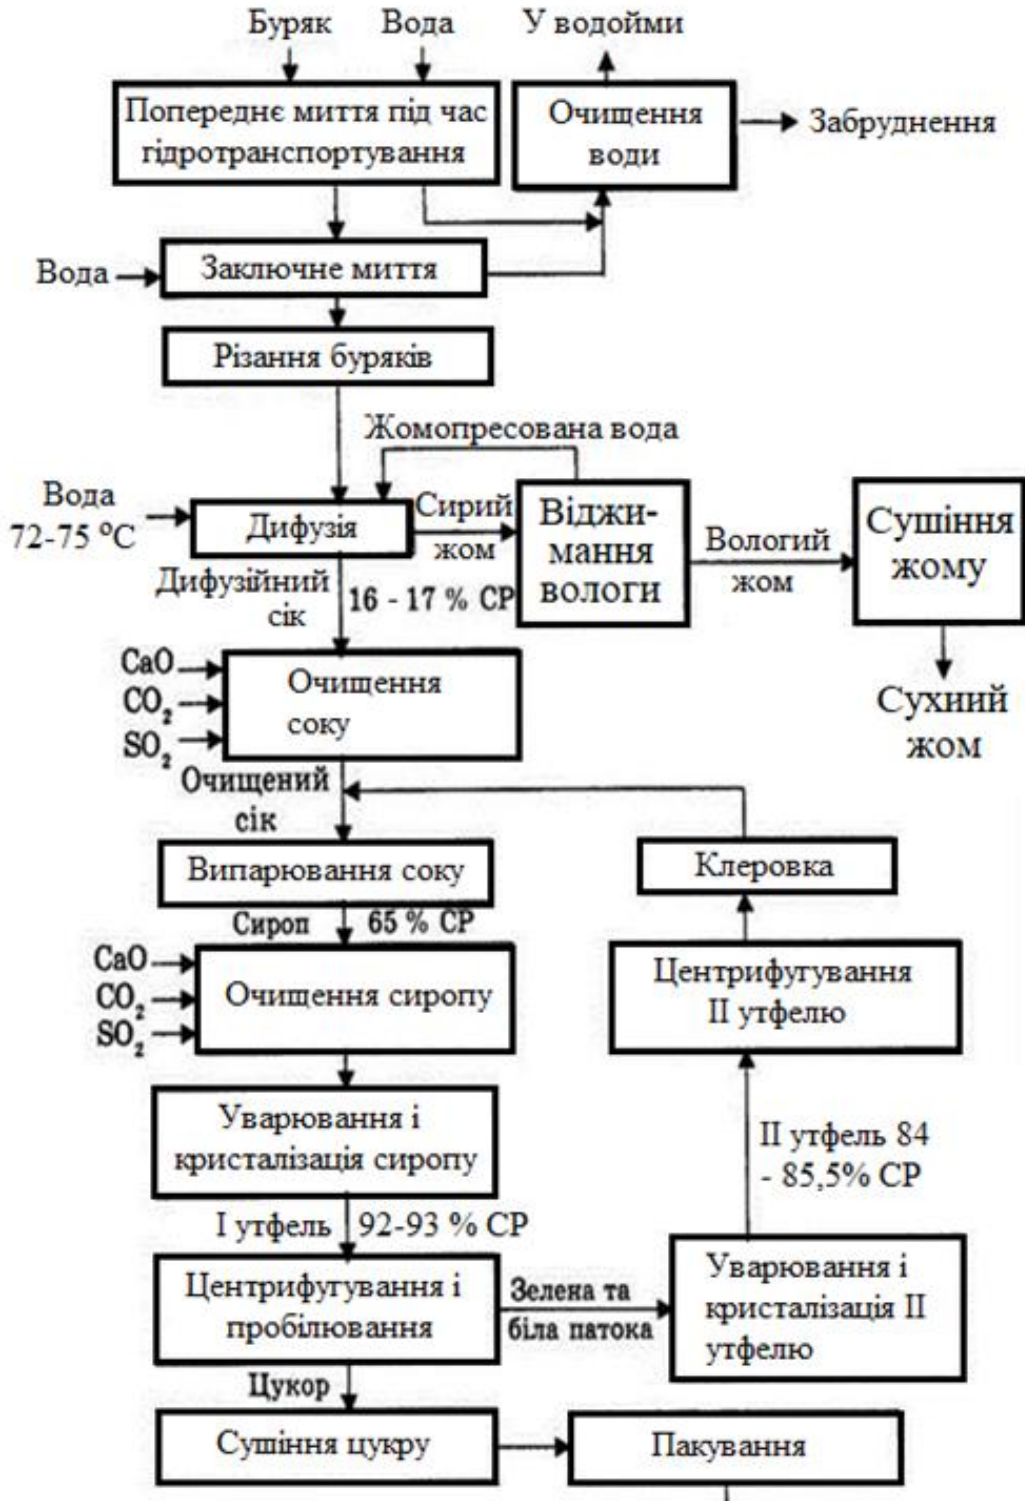 Буряк
Вода
У водойми
Попереднє миття під час
гідротранспортування
Очищення
води
Забруднення
Вода
Заключне миття
Різання буряків
Жомопресована вода
Вода
72-75 °C
Дифузія
Сирий
жом
Віджи-
мання
вологи
Вологий
жом
Сушіння
жому
Дифузійний
сік
16 - 17 % СР
Сухиий
жом
CaO
CO₂
SO₂
Очищення
соку
Очищений
сік
Випарювання соку
Клеровка
Сироп
65 % СР
CaO
CO₂
SO₂
Очищення сиропу
Центрифугування
ІІ утфелю
Уварювання і
кристалізація сиропу
ІІ утфель 84
- 85,5% СР
І утфель
92-93 % СР
Центрифугування і
пробілювання
Зелена та
біла патока
Уварювання і
кристалізація ІІ
утфелю
Цукор
Сушіння цукру
Пакування